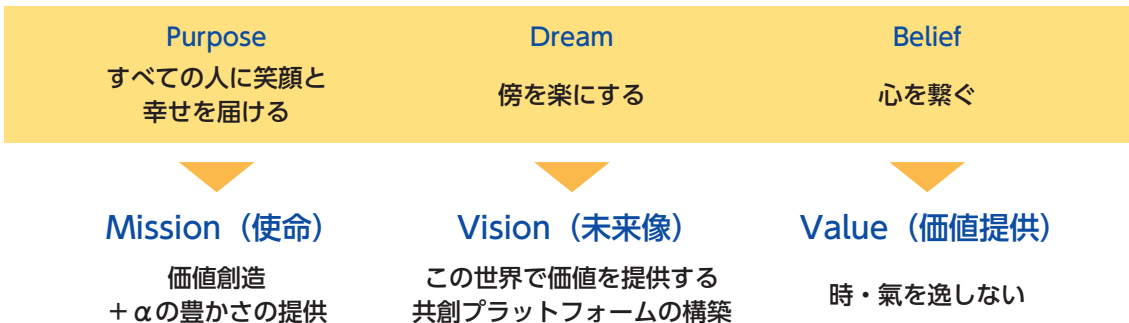 Purpose
すべての人に笑顔と
幸せを届ける
Dream
傍を楽にする
Belief
心を繋ぐ
Mission（使命）
価値創造
＋αの豊かさの提供
Vision（未来像）
この世界で価値を提供する
共創プラットフォームの構築
Value（価値提供）
時・氣を逸しない